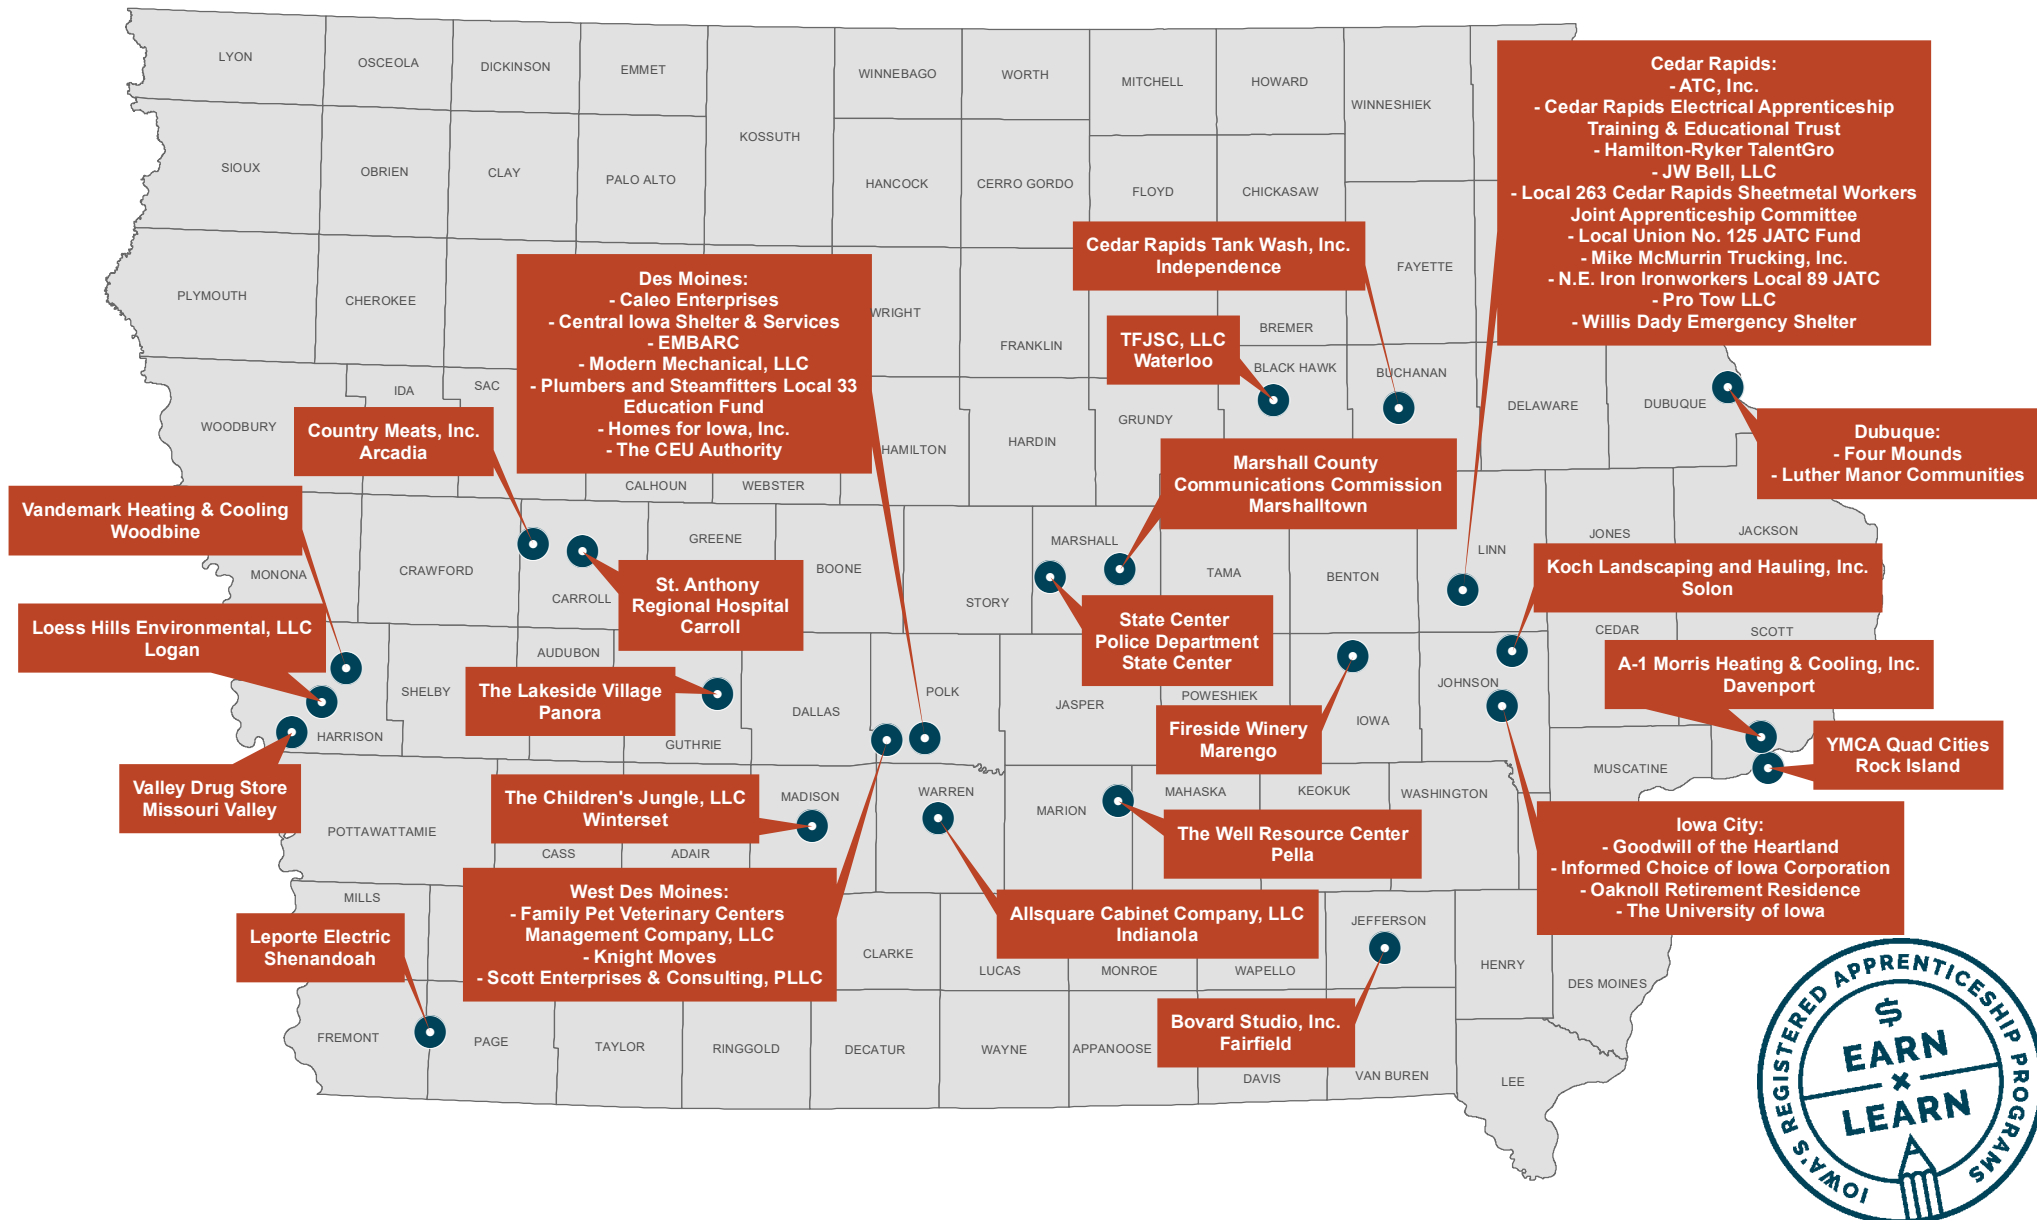 LYON
OSCEOLA
DICKINSON
EMMET
WINNEBAGO
WORTH
MITCHELL
HOWARD
WINNESHIEK
KOSSUTH
SIOUX
OBRIEN
CLAY
PALO ALTO
HANCOCK
CERRO GORDO
FLOYD
CHICKASAW
Cedar Rapids:
- ATC, Inc.
- Cedar Rapids Electrical Apprenticeship
Training & Educational Trust
- Hamilton-Ryker TalentGro
- JW Bell, LLC
- Local 263 Cedar Rapids Sheetmetal Workers
Joint Apprenticeship Committee
- Local Union No. 125 JATC Fund
- Mike McMurrin Trucking, Inc.
- N.E. Iron Ironworkers Local 89 JATC
- Pro Tow LLC
- Willis Dady Emergency Shelter
Cedar Rapids Tank Wash, Inc.
Independence
FAYETTE
PLYMOUTH
CHEROKEE
Des Moines:
- Caleo Enterprises
- Central Iowa Shelter & Services
- EMBARC
- Modern Mechanical, LLC
- Plumbers and Steamfitters Local 33
Education Fund
- Homes for Iowa, Inc.
- The CEU Authority
WRIGHT
FRANKLIN
TFJSC, LLC
Waterloo
BREMER
BLACK HAWK
BUCHANAN
DELAWARE
DUBUQUE
WOODBURY
IDA
SAC
Country Meats, Inc.
Arcadia
HAMILTON
HARDIN
GRUNDY
Dubuque:
- Four Mounds
- Luther Manor Communities
CALHOUN
WEBSTER
Marshall County
Communications Commission
Marshalltown
Vandemark Heating & Cooling
Woodbine
MONONA
CRAWFORD
CARROLL
GREENE
BOONE
STORY
MARSHALL
TAMA
BENTON
LINN
JONES
JACKSON
St. Anthony
Regional Hospital
Carroll
State Center
Police Department
State Center
Koch Landscaping and Hauling, Inc.
Solon
Loess Hills Environmental, LLC
Logan
CEDAR
SCOTT
A-1 Morris Heating & Cooling, Inc.
Davenport
HARRISON
SHELBY
AUDUBON
The Lakeside Village
Panora
GUTHRIE
DALLAS
POLK
JASPER
POWESHIEK
IOWA
JOHNSON
Fireside Winery
Marengo
YMCA Quad Cities
Rock Island
MUSCATINE
Valley Drug Store
Missouri Valley
POTTAWATTAMIE
The Children's Jungle, LLC
Winterset
CASS
ADAIR
MADISON
WARREN
MARION
MAHASKA
KEOKUK
WASHINGTON
The Well Resource Center
Pella
Iowa City:
- Goodwill of the Heartland
- Informed Choice of Iowa Corporation
- Oaknoll Retirement Residence
- The University of Iowa
MILLS
Leporte Electric
Shenandoah
West Des Moines:
- Family Pet Veterinary Centers
Management Company, LLC
- Knight Moves
- Scott Enterprises & Consulting, PLLC
CLARKE
LUCAS
MONROE
WAPELLO
JEFFERSON
HENRY
DES MOINES
Allsquare Cabinet Company, LLC
Indianola
Bovard Studio, Inc.
Fairfield
FREMONT
PAGE
TAYLOR
RINGGOLD
DECATUR
WAYNE
APPANOOSE
DAVIS
VAN BUREN
LEE
IOWA'S REGISTERED APPRENTICESHIP PROGRAMS
$
EARN
×
LEARN